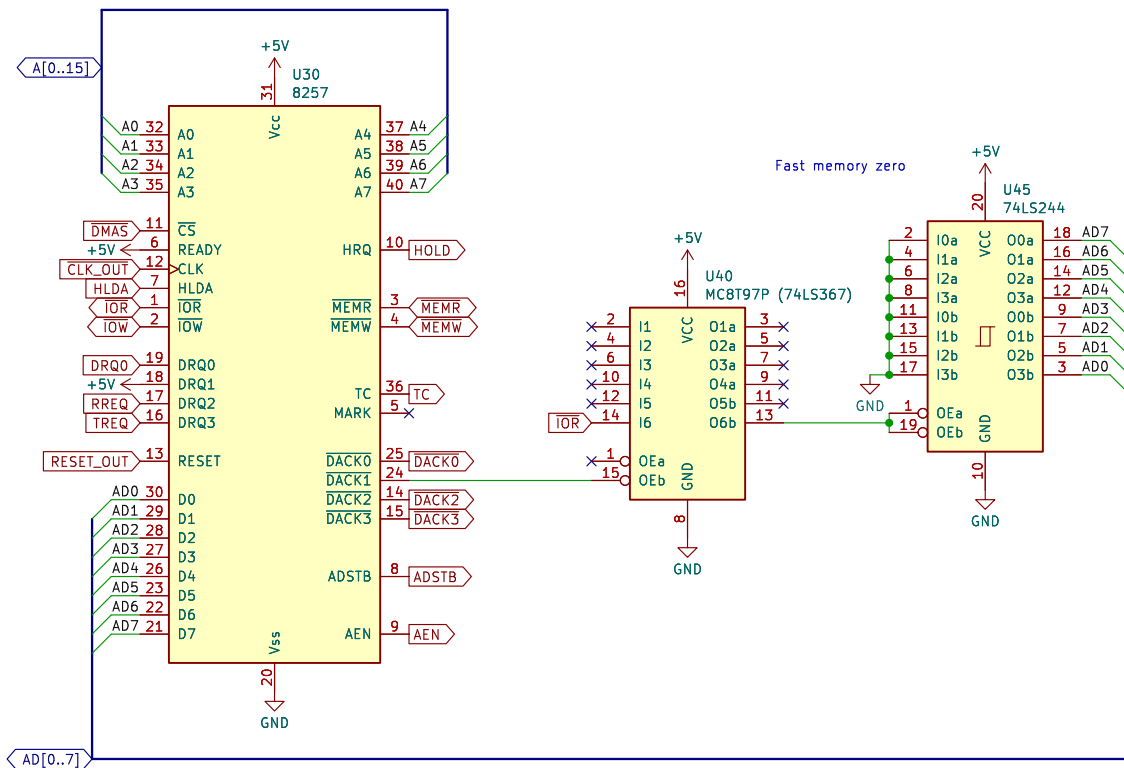 A[0..15]
+5V
U30
8257
31
Vcc
A0 32 A0
A1 33 A1
A2 34 A2
A3 35 A3
A4 37 A4
A5 38 A5
A6 39 A6
A7 40 A7
DMAS 11 CS
+5V 6 READY
CLK_OUT 12 CLK
HLDA 7 HLDA
IOR 1 IOR
IOW 2 IOW
DRQ0 19 DRQ0
+5V 18 DRQ1
RREQ 17 DRQ2
TREQ 16 DRQ3
RESET_OUT 13 RESET
AD0 30 D0
AD1 29 D1
AD2 28 D2
AD3 27 D3
AD4 26 D4
AD5 23 D5
AD6 22 D6
AD7 21 D7
HRQ 10 HOLD
MEMR 3 MEMR
MEMW 4 MEMW
TC 36 TC
MARK 5
DACK0 25 DACK0
DACK1 24
DACK2 14 DACK2
DACK3 15 DACK3
ADSTB 8 ADSTB
AEN 9 AEN
Vss
20
GND
AD[0..7]
+5V
U40
MC8T97P (74LS367)
16
VCC
2 I1 O1a 3
4 I2 O2a 5
6 I3 O3a 7
10 I4 O4a 9
12 I5 O5b 11
IOR 14 I6 O6b 13
1 OEa
15 OEb
GND
8
GND
Fast memory zero
+5V
U45
74LS244
20
VCC
2 I0a O0a 18 AD7
4 I1a O1a 16 AD6
6 I2a O2a 14 AD5
8 I3a O3a 12 AD4
11 I0b O0b 9 AD3
13 I1b O1b 7 AD2
15 I2b O2b 5 AD1
17 I3b O3b 3 AD0
GND
1 OEa
19 OEb
GND
10
GND